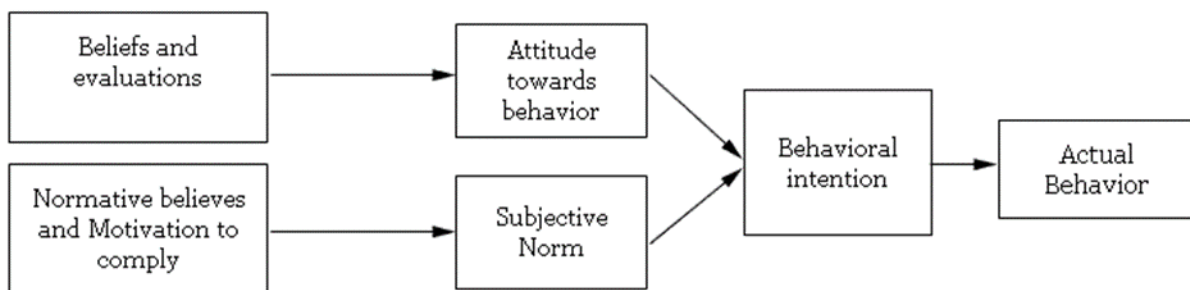 Beliefs and
evaluations
Attitude
towards
behavior
Normative believes
and Motivation to
comply
Subjective
Norm
Behavioral
intention
Actual
Behavior